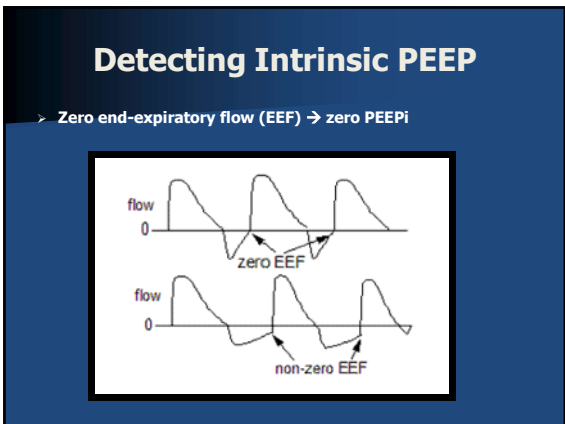 Detecting Intrinsic PEEP
➢ Zero end-expiratory flow (EEF) → zero PEEPi
flow
0
zero EEF
flow
0
non-zero EEF